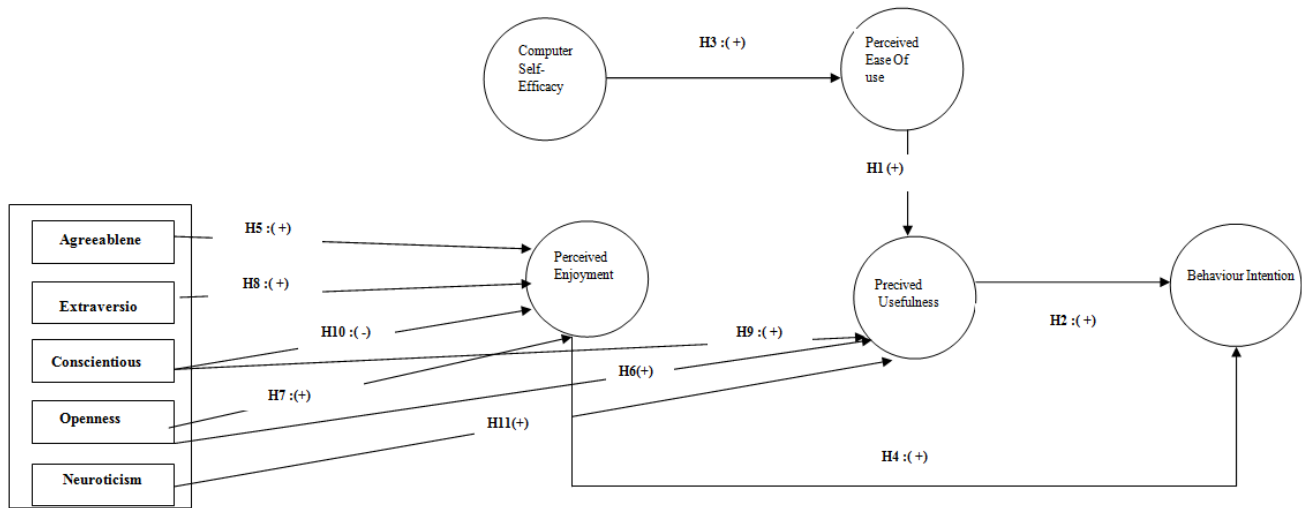 Computer
Self-
Efficacy
H3 :( +)
Perceived
Ease Of
use
H1 (+)
Agreeablene
H5 :( +)
Extraversio
H8 :( +)
Conscientious
H10 :( -)
Openness
H7 :(+)
Neuroticism
Perceived
Enjoyment
H9 :( +)
H6(+)
H11(+)
Precived
Usefulness
H2 :( +)
Behaviour Intention
H4 :( +)